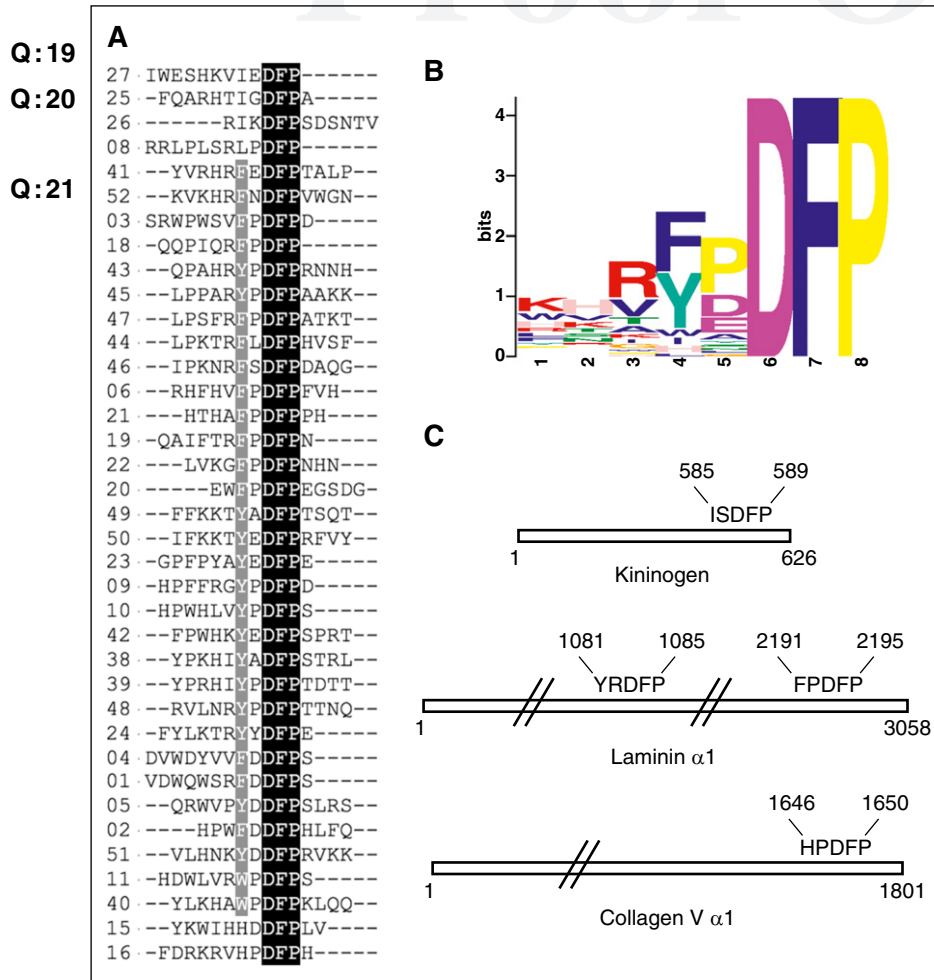 Proof O
Q:19
Q:20
Q:21
A
27 · IWESHKVIEDFP------
25 · -FQARHTIGDFPA-----
26 · ------RIKDFPSDSNTV
08 · RRLPLSRLPDFP------
41 · --YVRHRFEDFPTALP--
52 · --KVKHRFNDFPVWGN--
03 · SRWPWSVFPDFPD-----
18 · -QQPIQRFPDFP------
43 · --QPAHRYPDFPRNNH--
45 · --LPPARYPDFPAAKK--
47 · --LPSFRFPDFPATKT--
44 · --LPKTRFLDFPHVSF--
46 · --IPKNRFSDFPDAQG--
06 · --RHFHVFPDFPFVH---
21 · ---HTHAFPDFPPH----
19 · -QAIFTRFPDFPN-----
22 · ---LVKGFPDFPNHN---
20 · -----EWFPDFPEGSDG-
49 · --FFKKTYADFPTSQT--
50 · --IFKKTYEDFPRFVY--
23 · -GPFPYAYEDFPE-----
09 · -HPFFRGYPDFPD-----
10 · -HPWHLVYPDFPS-----
42 · --FPWHKYEDFPSPRT--
38 · --YPKHIYADFPSTRL--
39 · --YPRHIYPDFPTDTT--
48 · --RVLNRYPDFPTTNQ--
24 · -FYLKTRYYDFPE-----
04 · DVWDYVVFDDFPS-----
01 · VDWQWSRFDDFPS-----
05 · --QRWVPYDDFPSLRS--
02 · ----HPWFDDFPHLFQ--
51 · --VLHNKYDDFPRVKK--
11 · -HDWLVRWPDFPS-----
40 · --YLKHAWPDFPKLQQ--
15 · --YKWIHHDDFPLV----
16 · --FDRKRVHPDFPH-----
B
bits
4
3
2
1
0
K H R V F Y P D E D F P
1 2 3 4 5 6 7 8
C
585 589
ISDFP
1 626
Kininogen
1081 1085 2191 2195
YRDFP FPDFP
1 3058
Laminin α1
1646 1650
HPDFP
1 1801
Collagen V α1